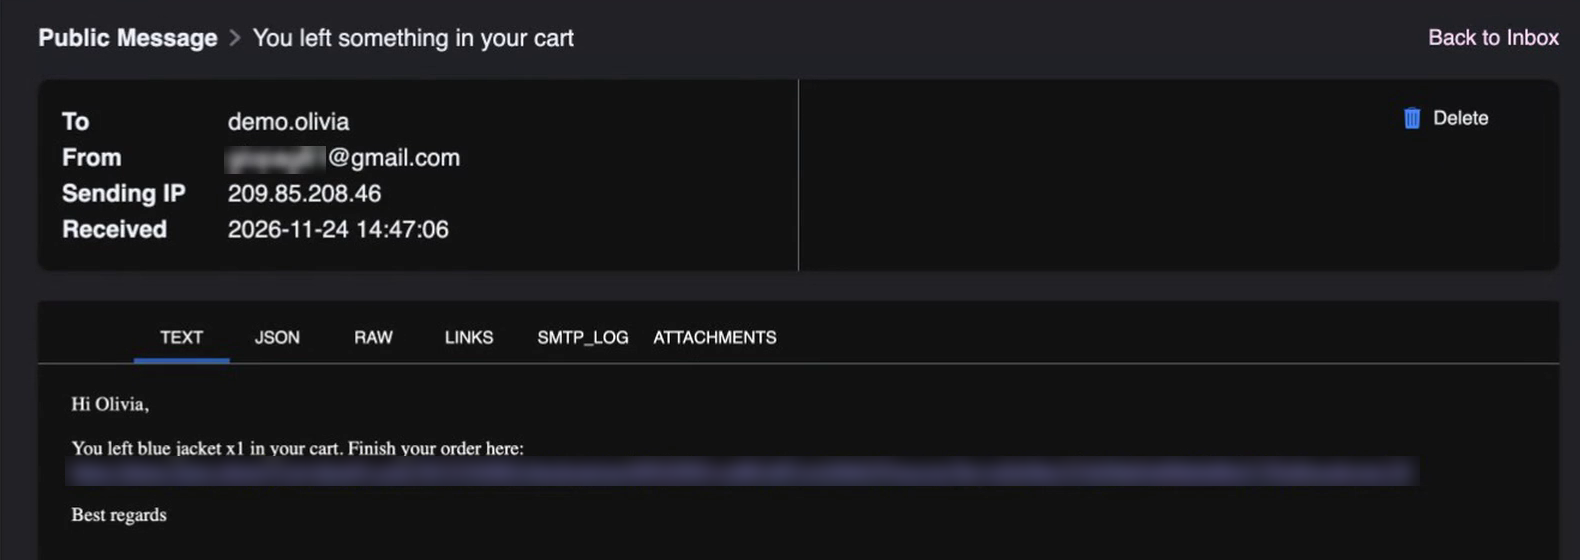 Public Message > You left something in your cart
Back to Inbox
To demo.olivia
From @gmail.com
Sending IP 209.85.208.46
Received 2026-11-24 14:47:06
Delete
TEXT JSON RAW LINKS SMTP_LOG ATTACHMENTS
Hi Olivia,
You left blue jacket x1 in your cart. Finish your order here:
Best regards